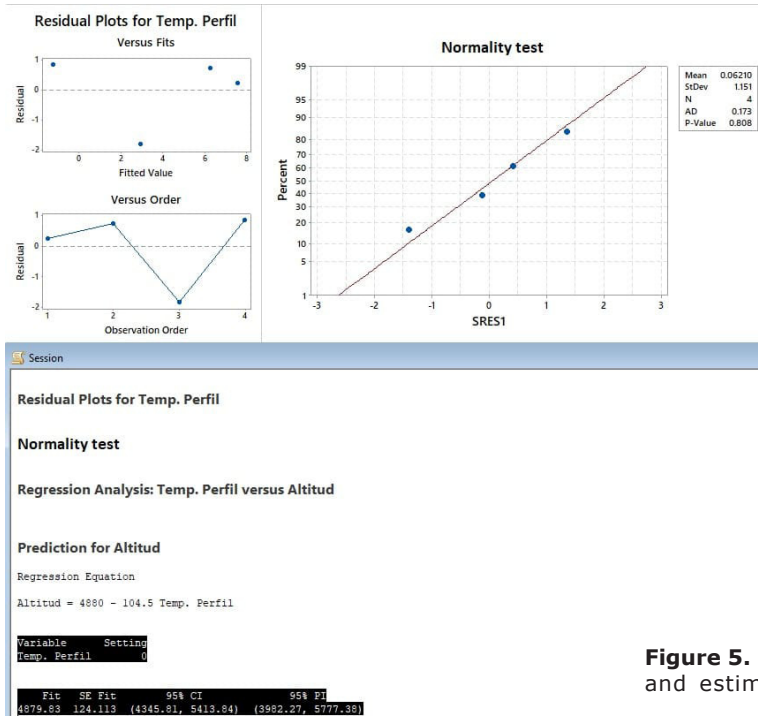 Residual Plots for Temp. Perfil
Versus Fits
Residual
1
0
-1
-2
0 2 4 6 8
Fitted Value
Versus Order
Residual
1
0
-1
-2
1 2 3 4
Observation Order
Normality test
Percent
99
95
90
80
70
60
50
40
30
20
10
5
1
-3 -2 -1 0 1 2 3
SRES1
Mean 0.06210
StDev 1.151
N 4
AD 0.173
P-Value 0.808
Session
Residual Plots for Temp. Perfil
Normality test
Regression Analysis: Temp. Perfil versus Altitud
Prediction for Altitud
Regression Equation
Altitud = 4880 - 104.5 Temp. Perfil
Variable Setting
Temp. Perfil 0
Fit SE Fit 95% CI 95% PI
4879.83 124.113 (4345.81, 5413.84) (3982.27, 5777.38)
Figure 5.
and estim